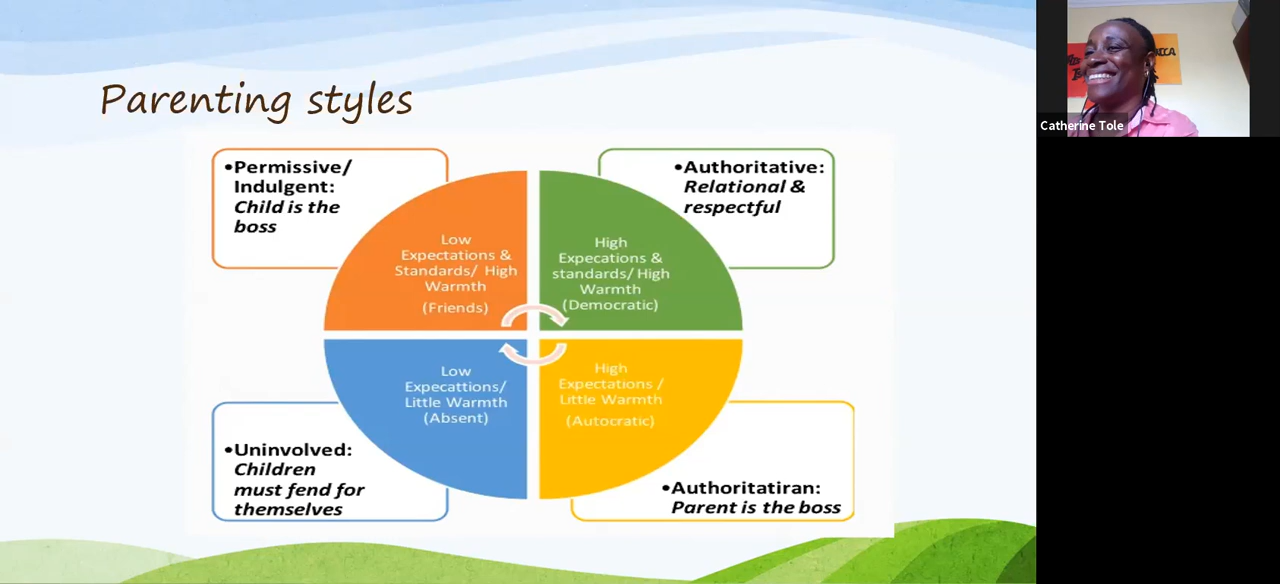 Parenting styles
•Permissive/
Indulgent:
Child is the
boss
•Authoritative:
Relational &
respectful
Low
Expectations &
Standards/ High
Warmth
(Friends)
High
Expecations &
standards/ High
Warmth
(Democratic)
Low
Expecattions/
Little Warmth
(Absent)
High
Expectations /
Little Warmth
(Autocratic)
•Uninvolved:
Children
must fend for
themselves
•Authoritatiran:
Parent is the boss
Catherine Tole